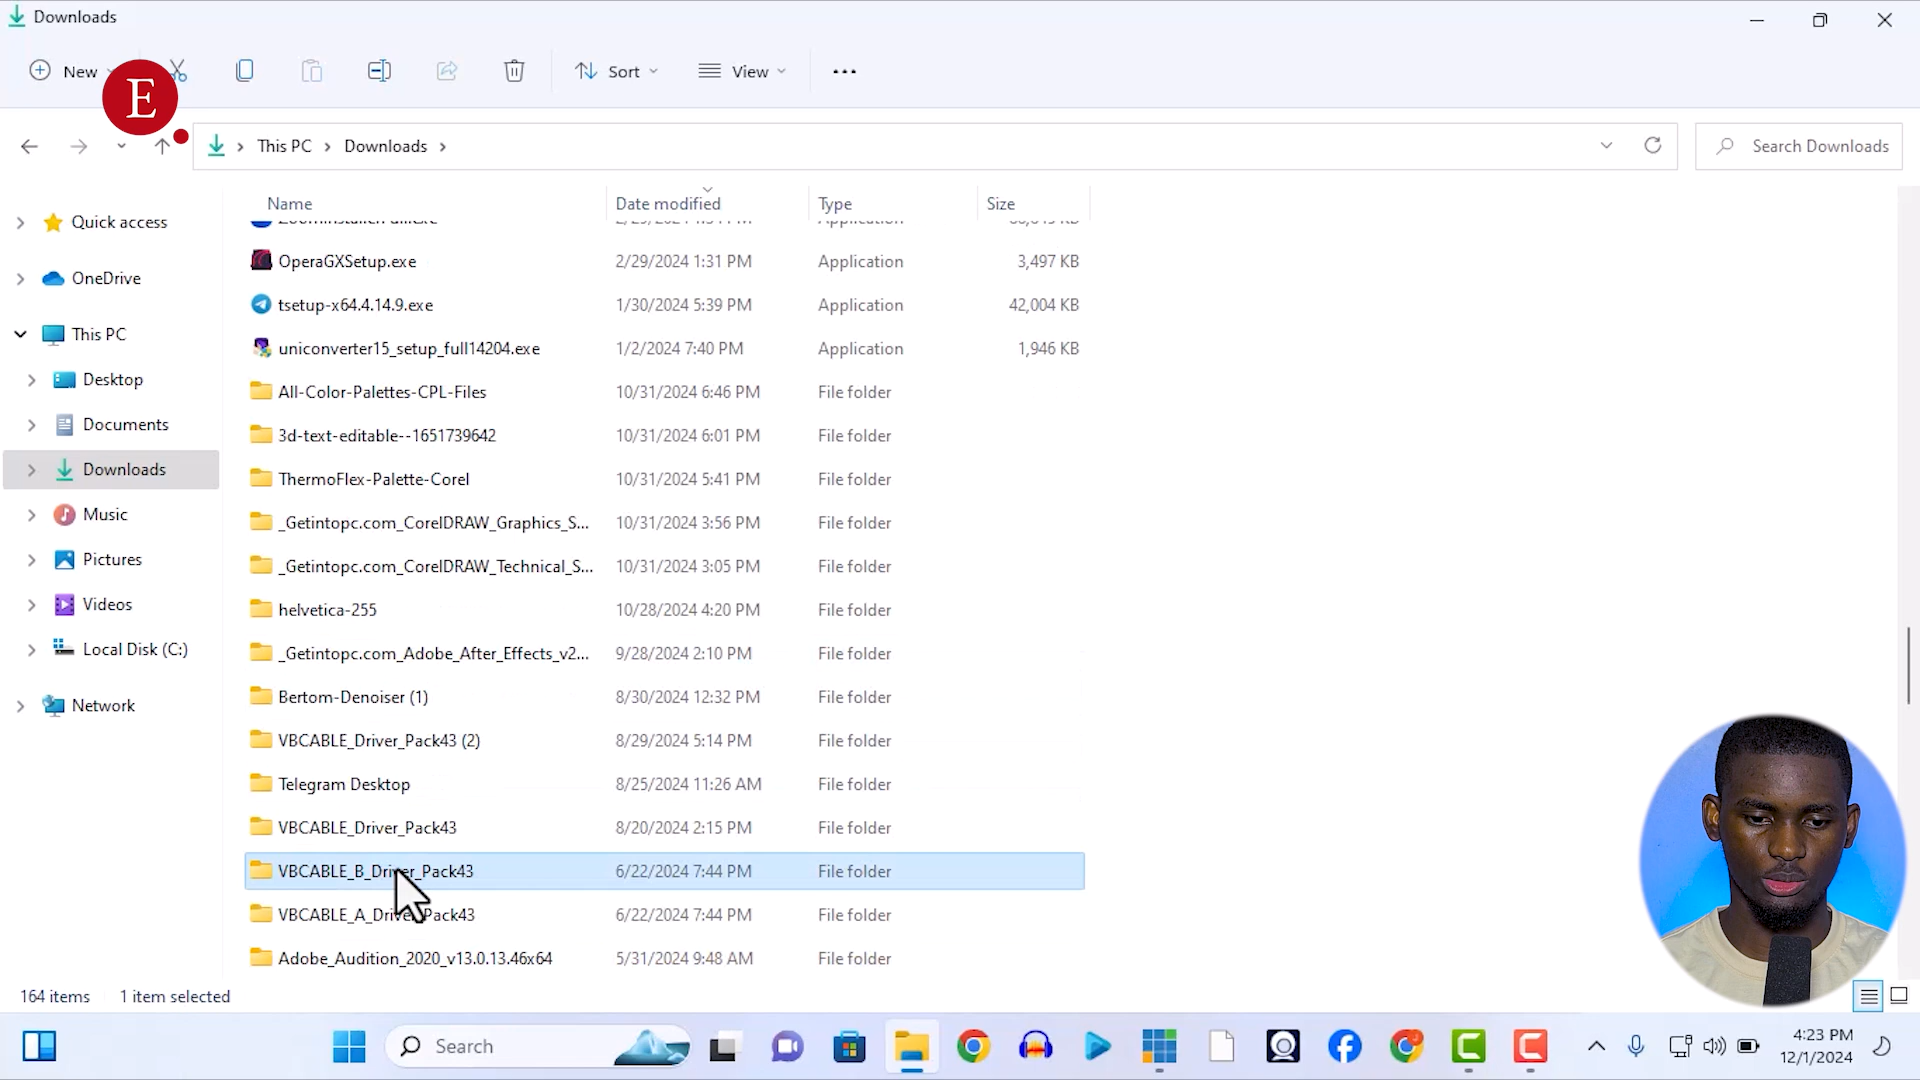 Downloads
New
Sort
View
E
This PC
Downloads
Search Downloads
Name
Date modified
Type
Size
Quick access
OneDrive
This PC
Desktop
Documents
Downloads
Music
Pictures
Videos
Local Disk (C:)
Network
OperaGXSetup.exe 2/29/2024 1:31 PM Application 3,497 KB
tsetup-x64.4.14.9.exe 1/30/2024 5:39 PM Application 42,004 KB
uniconverter15_setup_full14204.exe 1/2/2024 7:40 PM Application 1,946 KB
All-Color-Palettes-CPL-Files 10/31/2024 6:46 PM File folder
3d-text-editable--1651739642 10/31/2024 6:01 PM File folder
ThermoFlex-Palette-Corel 10/31/2024 5:41 PM File folder
_Getintopc.com_CorelDRAW_Graphics_S... 10/31/2024 3:56 PM File folder
_Getintopc.com_CorelDRAW_Technical_S... 10/31/2024 3:05 PM File folder
helvetica-255 10/28/2024 4:20 PM File folder
_Getintopc.com_Adobe_After_Effects_v2... 9/28/2024 2:10 PM File folder
Bertom-Denoiser (1) 8/30/2024 12:32 PM File folder
VBCABLE_Driver_Pack43 (2) 8/29/2024 5:14 PM File folder
Telegram Desktop 8/25/2024 11:26 AM File folder
VBCABLE_Driver_Pack43 8/20/2024 2:15 PM File folder
VBCABLE_B_Driver_Pack43 6/22/2024 7:44 PM File folder
VBCABLE_A_Driver_Pack43 6/22/2024 7:44 PM File folder
Adobe_Audition_2020_v13.0.13.46x64 5/31/2024 9:48 AM File folder
164 items 1 item selected
Search
4:23 PM
12/1/2024